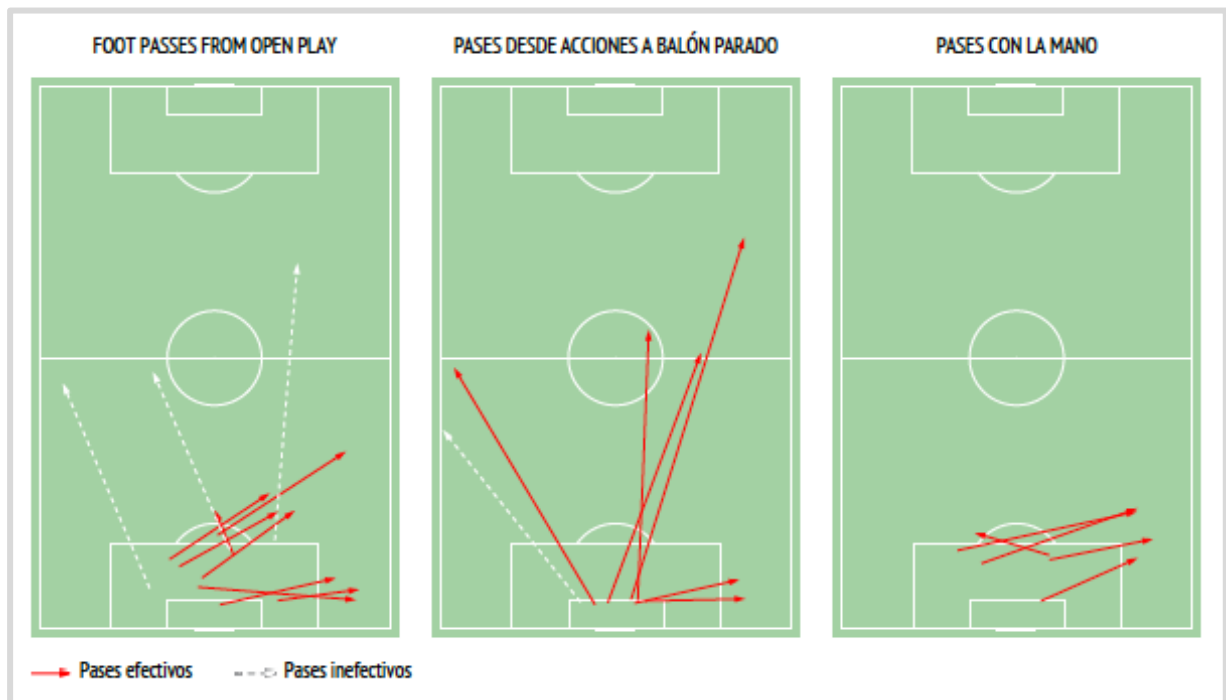 FOOT PASSES FROM OPEN PLAY
PASES DESDE ACCIONES A BALÓN PARADO
PASES CON LA MANO
Pases efectivos
Pases inefectivos